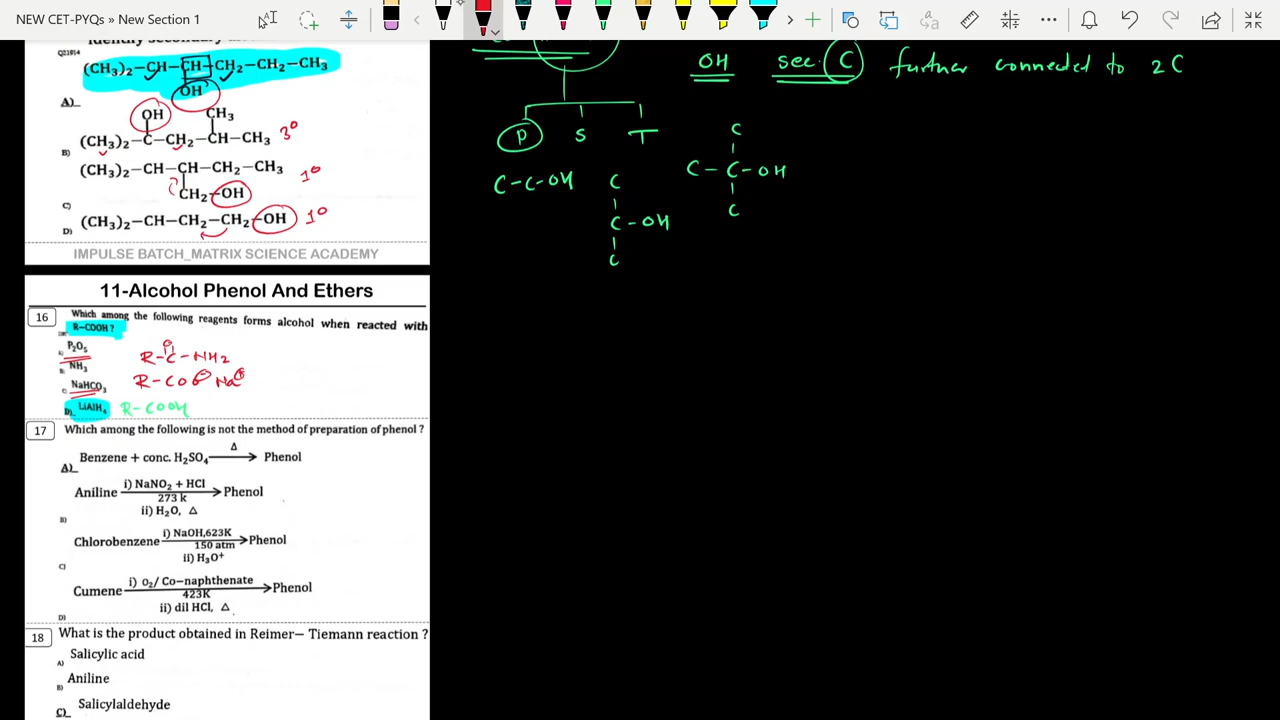 NEW CET-PYQs » New Section 1
Q21014
(CH₃)₂–CH–CH–CH₂–CH₂–CH₃
OH
A)
OH CH₃
(CH₃)₂–C–CH₂–CH–CH₃ 3°
B)
(CH₃)₂–CH–CH–CH₂–CH₃ 1°
CH₂–OH
C)
(CH₃)₂–CH–CH₂–CH₂–OH 1°
D)
IMPULSE BATCH_MATRIX SCIENCE ACADEMY
11-Alcohol Phenol And Ethers
16 Which among the following reagents forms alcohol when reacted with
R–COOH?
P₂O₅
NH₃ R–C–NH₂
O
C) NaHCO₃ R–COO⊖Na⊕
D) LiAlH₄ R–COOH
17 Which among the following is not the method of preparation of phenol ?
Benzene + conc. H₂SO₄ Δ→ Phenol
A)
Aniline i) NaNO₂ + HCl → Phenol
273 k
ii) H₂O, Δ
B)
Chlorobenzene i) NaOH,623K → Phenol
150 atm
ii) H₃O⁺
C)
Cumene i) O₂/ Co–naphthenate → Phenol
423K
ii) dil HCl, Δ
D)
18 What is the product obtained in Reimer– Tiemann reaction ?
A) Salicylic acid
B) Aniline
C) Salicylaldehyde
OH sec. C further connected to 2 C
P S T
C–C–OH
C
C–OH
C
C
C–C–OH
C